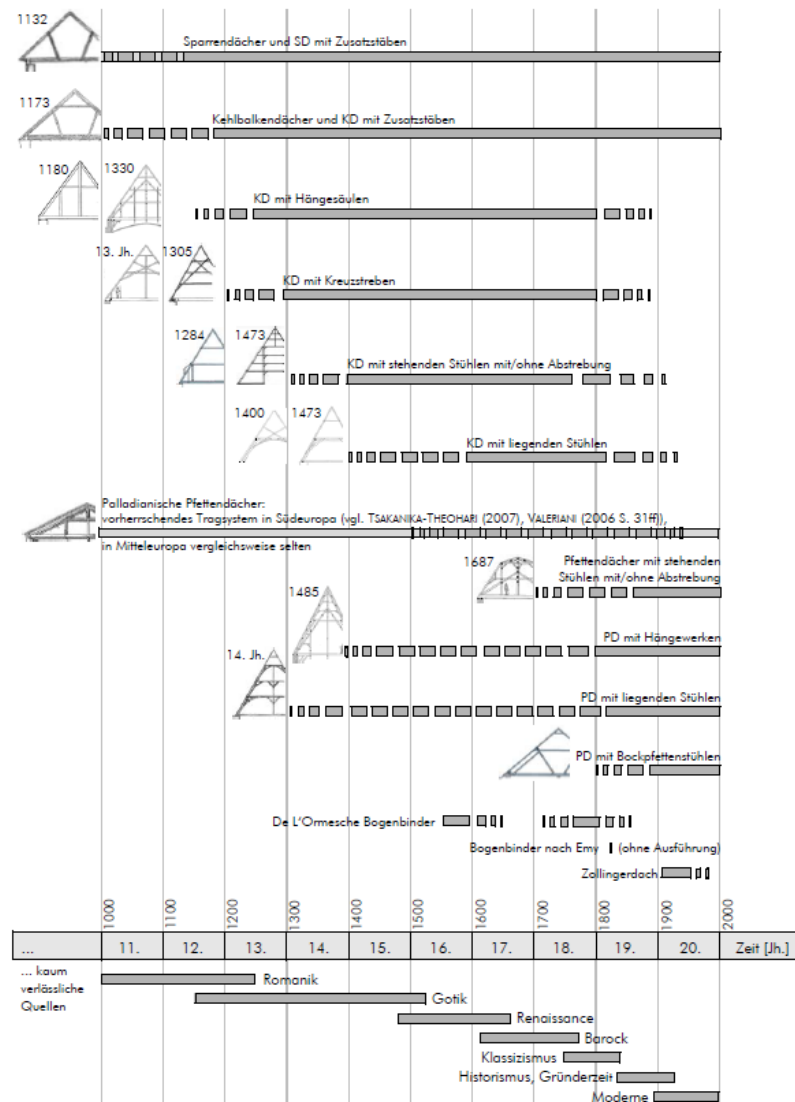 1132
Sparrendächer und SD mit Zusatzstäben
1173
Kehlbalkendächer und KD mit Zusatzstäben
1180
1330
KD mit Hängesäulen
13. Jh.
1305
KD mit Kreuzstreben
1284
1473
KD mit stehenden Stühlen mit/ohne Abstrebung
1400
1473
KD mit liegenden Stühlen
Palladianische Pfettendächer:
vorherrschendes Tragsystem in Südeuropa (vgl. TSAKANIKA-THEOHARI (2007), VALERIANI (2006 S. 31ff)),
in Mitteleuropa vergleichsweise selten
1687
Pfettendächer mit stehenden
Stühlen mit/ohne Abstrebung
1485
PD mit Hängewerken
14. Jh.
PD mit liegenden Stühlen
PD mit Bockpfettenstühlen
De L'Ormesche Bogenbinder
Bogenbinder nach Emy (ohne Ausführung)
Zollingerdach
1000 1100 1200 1300 1400 1500 1600 1700 1800 1900 2000
... 11. 12. 13. 14. 15. 16. 17. 18. 19. 20. Zeit [Jh.]
... kaum
verlässliche
Quellen
Romanik
Gotik
Renaissance
Barock
Klassizismus
Historismus, Gründerzeit
Moderne